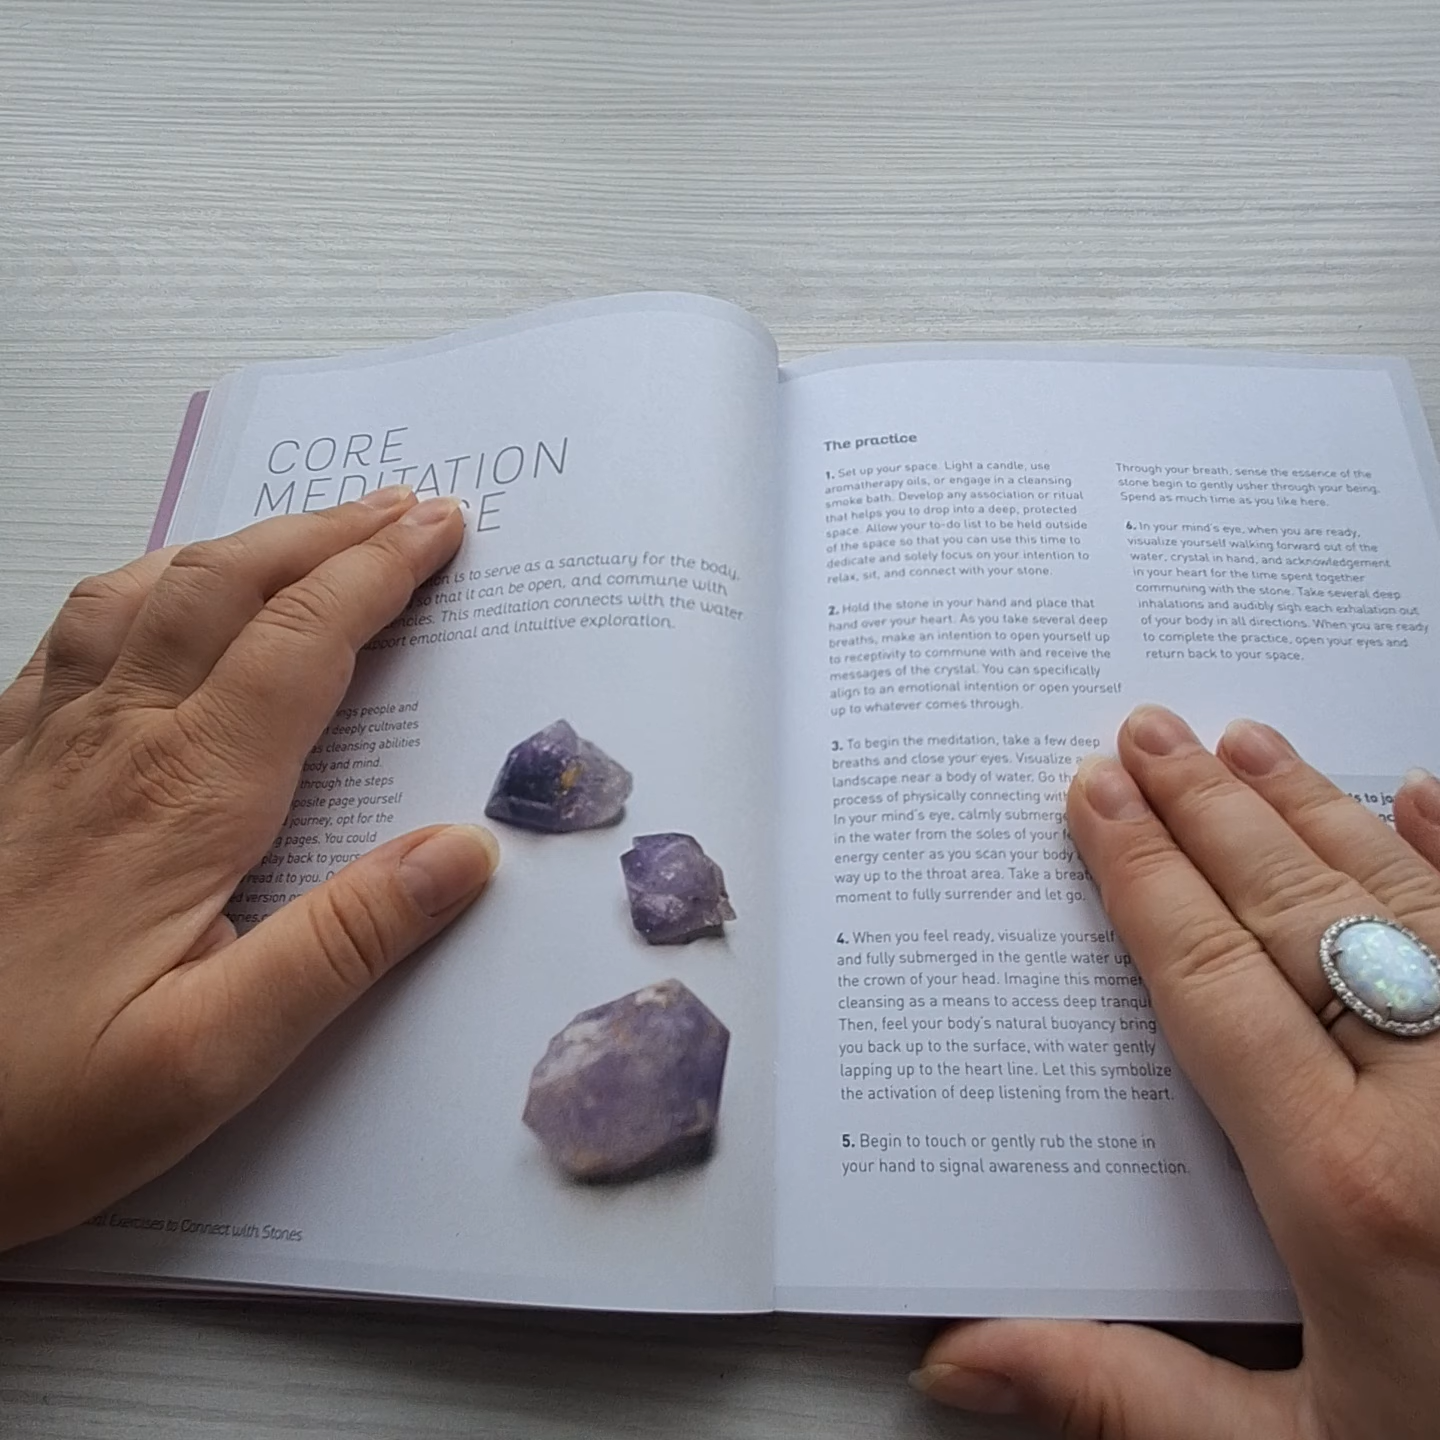 CORE
MEDITATION
CE
is to serve as a sanctuary for the body,
so that it can be open, and commune with
This meditation connects with the water
emotional and intuitive exploration.
people and
deeply cultivates
cleansing abilities
body and mind.
through the steps
page yourself
journey, opt for the
pages. You could
play back to
read it to you.
version
Exercises to Connect with Stones
The practice
1. Set up your space. Light a candle, use
aromatherapy oils, or engage in a cleansing
smoke bath. Develop any association or ritual
that helps you to drop into a deep, protected
space. Allow your to-do list to be held outside
of the space so that you can use this time to
dedicate and solely focus on your intention to
relax, sit, and connect with your stone.
2. Hold the stone in your hand and place that
hand over your heart. As you take several deep
breaths, make an intention to open yourself up
to receptivity to commune with and receive the
messages of the crystal. You can specifically
align to an emotional intention or open yourself
up to whatever comes through.
3. To begin the meditation, take a few deep
breaths and close your eyes. Visualize
landscape near a body of water. Go
process of physically connecting
In your mind's eye, calmly
in the water from the soles of your
energy center as you scan your body
way up to the throat area. Take a
moment to fully surrender and let go.
4. When you feel ready, visualize yourself
and fully submerged in the gentle water up
the crown of your head. Imagine this
cleansing as a means to access deep
Then, feel your body's natural buoyancy bring
you back up to the surface, with water gently
lapping up to the heart line. Let this symbolize
the activation of deep listening from the heart.
5. Begin to touch or gently rub the stone in
your hand to signal awareness and connection.
Through your breath, sense the essence of the
stone begin to gently usher through your being.
Spend as much time as you like here.
6. In your mind's eye, when you are ready,
visualize yourself walking forward out of the
water, crystal in hand, and acknowledgement
in your heart for the time spent together
communing with the stone. Take several deep
inhalations and audibly sigh each exhalation out
of your body in all directions. When you are ready
to complete the practice, open your eyes and
return back to your space.
to